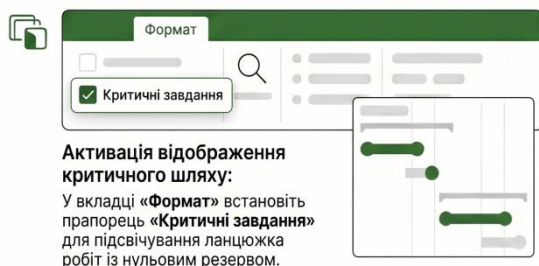 Формат
Критичні завдання
Активація відображення
критичного шляху:
У вкладці «Формат» встановіть
прапорець «Критичні завдання»
для підсвічування ланцюжка
робіт із нульовим резервом.